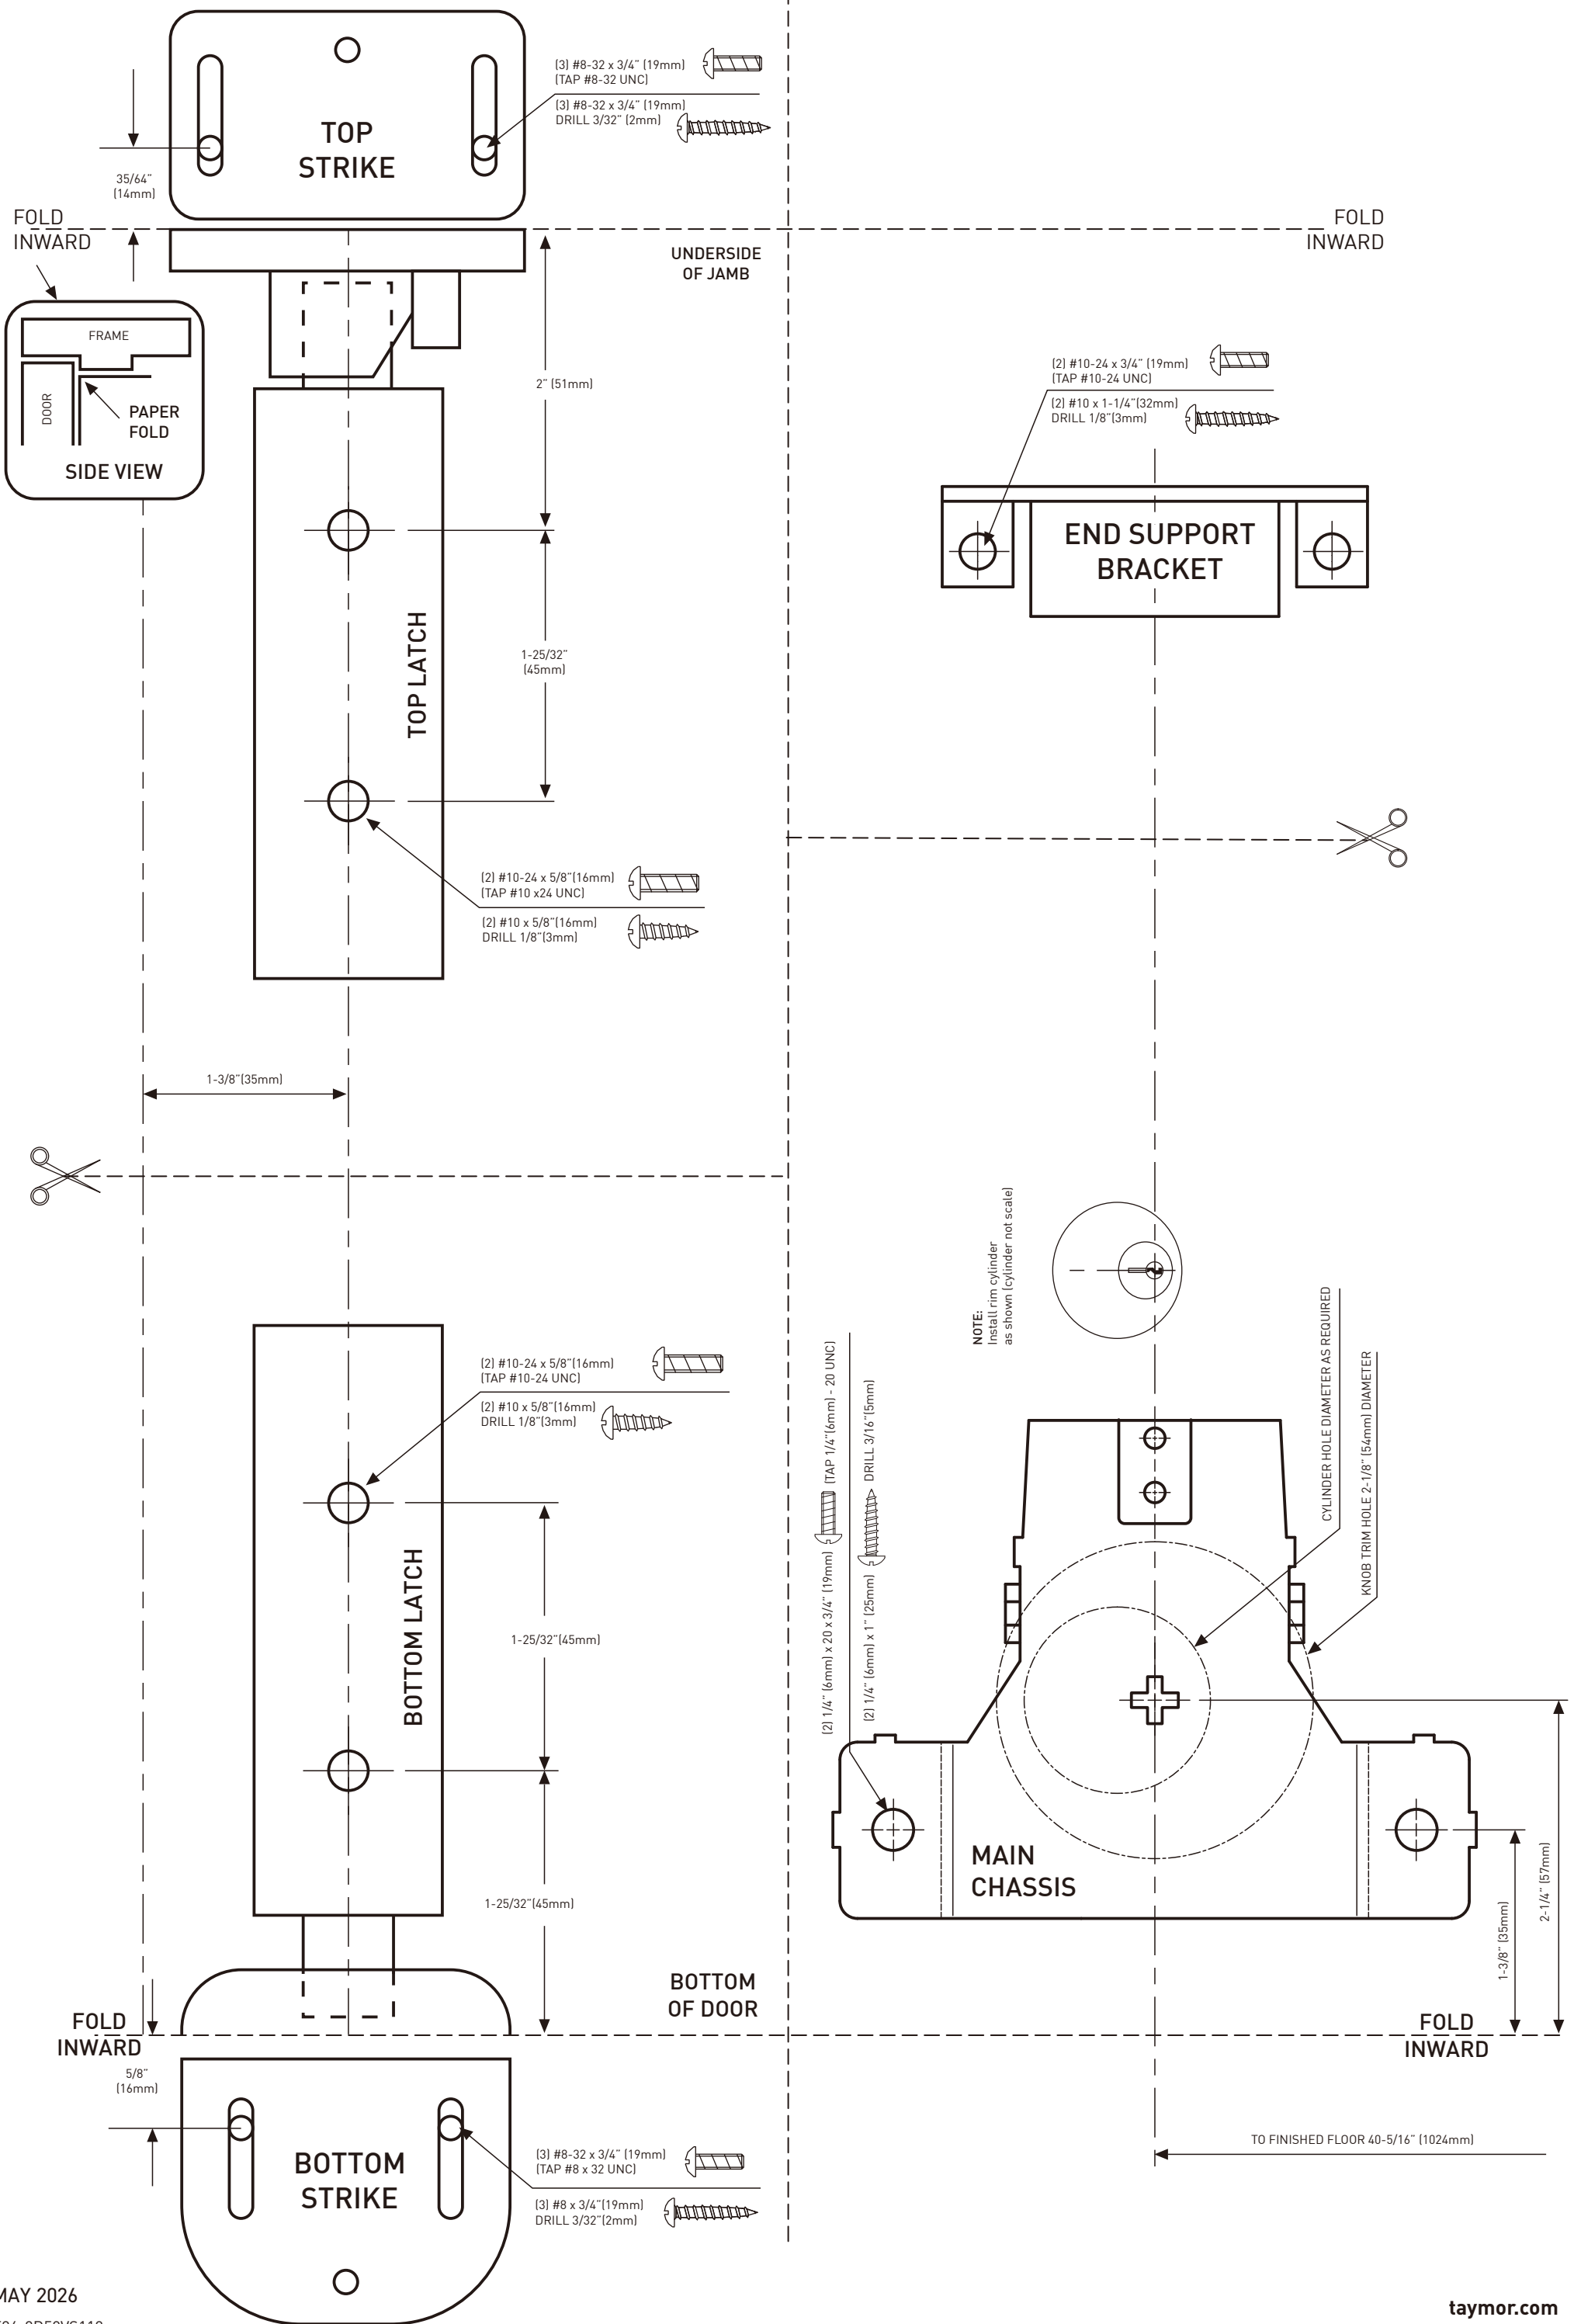 (3) #8-32 x 3/4" (19mm)
(TAP #8-32 UNC)
(3) #8-32 x 3/4" (19mm)
DRILL 3/32" (2mm)
TOP
STRIKE
35/64"
(14mm)
FOLD
INWARD
FOLD
INWARD
UNDERSIDE
OF JAMB
FRAME
DOOR
PAPER
FOLD
SIDE VIEW
2" (51mm)
(2) #10-24 x 3/4" (19mm)
(TAP #10-24 UNC)
(2) #10 x 1-1/4"(32mm)
DRILL 1/8"(3mm)
END SUPPORT
BRACKET
TOP LATCH
1-25/32"
(45mm)
(2) #10-24 x 5/8"(16mm)
(TAP #10 x24 UNC)
(2) #10 x 5/8"(16mm)
DRILL 1/8"(3mm)
1-3/8"(35mm)
NOTE:
Install rim cylinder
as shown (cylinder not scale)
(2) #10-24 x 5/8"(16mm)
(TAP #10-24 UNC)
(2) #10 x 5/8"(16mm)
DRILL 1/8"(3mm)
BOTTOM LATCH
1-25/32"(45mm)
1-25/32"(45mm)
(2) 1/4" (6mm) x 20 x 3/4" (19mm) (TAP 1/4"(6mm) - 20 UNC)
(2) 1/4" (6mm) x 1" (25mm) DRILL 3/16"(5mm)
CYLINDER HOLE DIAMETER AS REQUIRED
KNOB TRIM HOLE 2-1/8" (54mm) DIAMETER
MAIN
CHASSIS
1-3/8" (35mm)
2-1/4" (57mm)
BOTTOM
OF DOOR
FOLD
INWARD
FOLD
INWARD
5/8"
(16mm)
TO FINISHED FLOOR 40-5/16" (1024mm)
BOTTOM
STRIKE
(3) #8-32 x 3/4" (19mm)
(TAP #8 x 32 UNC)
(3) #8 x 3/4"(19mm)
DRILL 3/32"(2mm)
MAY 2026
taymor.com